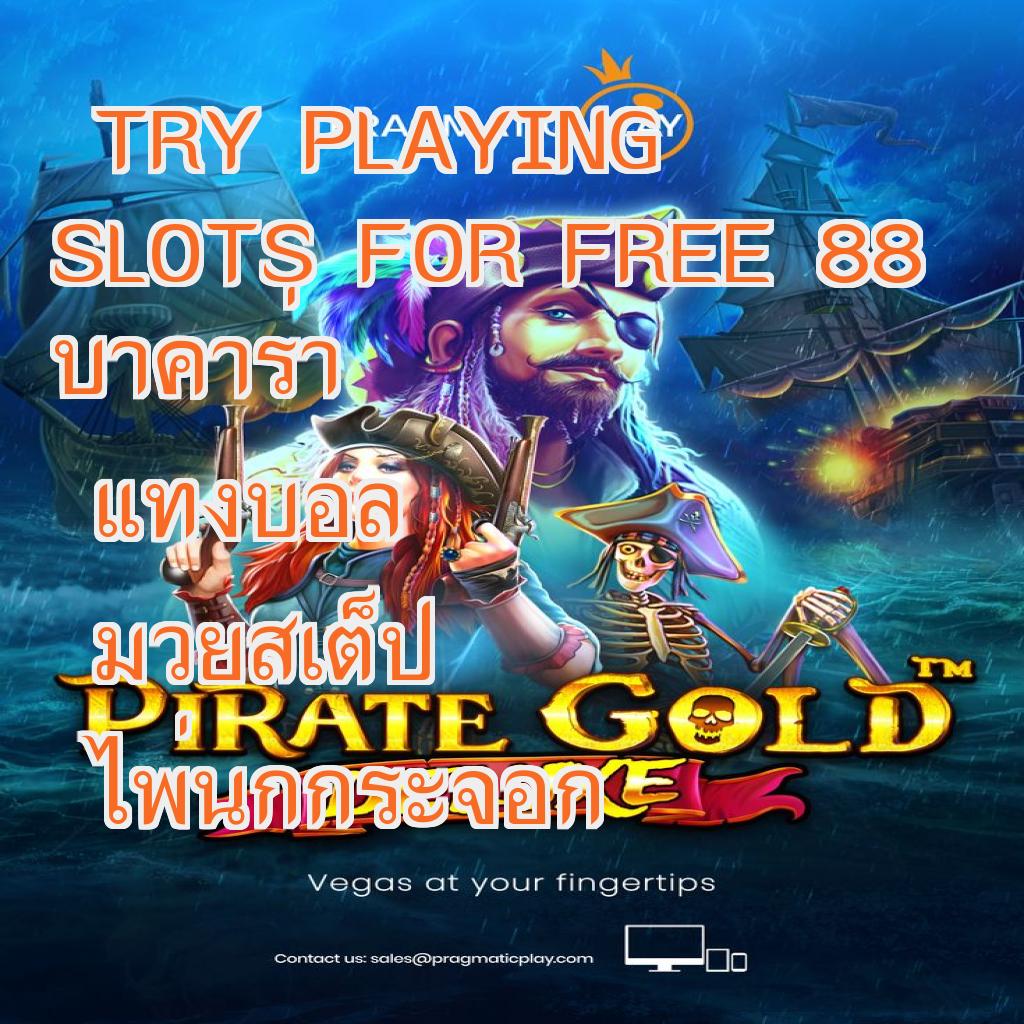 TRY PLAYING
SLOTS ุFOR FREE 88
บาคารา
แทงบอล
มวยสเต็ป
PIRATE GOLD™
ไพ่นกกระจอก
Vegas at your fingertips
Contact us: sales@pragmaticplay.com